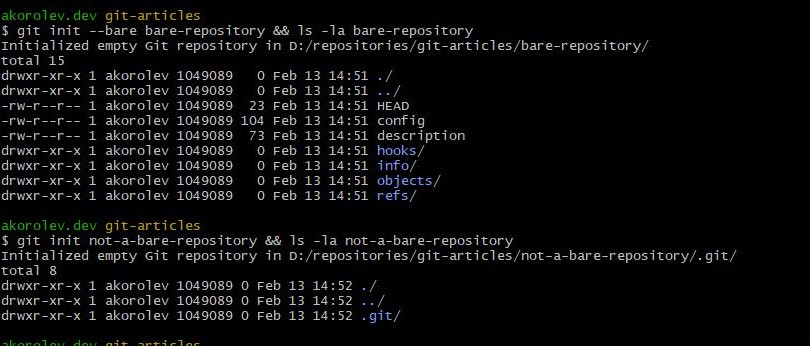 akorolev.dev git-articles
$ git init --bare bare-repository && ls -la bare-repository
Initialized empty Git repository in D:/repositories/git-articles/bare-repository/
total 15
drwxr-xr-x 1 akorolev 1049089   0 Feb 13 14:51 ./
drwxr-xr-x 1 akorolev 1049089   0 Feb 13 14:51 ../
-rw-r--r-- 1 akorolev 1049089  23 Feb 13 14:51 HEAD
-rw-r--r-- 1 akorolev 1049089 104 Feb 13 14:51 config
-rw-r--r-- 1 akorolev 1049089  73 Feb 13 14:51 description
drwxr-xr-x 1 akorolev 1049089   0 Feb 13 14:51 hooks/
drwxr-xr-x 1 akorolev 1049089   0 Feb 13 14:51 info/
drwxr-xr-x 1 akorolev 1049089   0 Feb 13 14:51 objects/
drwxr-xr-x 1 akorolev 1049089   0 Feb 13 14:51 refs/
akorolev.dev git-articles
$ git init not-a-bare-repository && ls -la not-a-bare-repository
Initialized empty Git repository in D:/repositories/git-articles/not-a-bare-repository/.git/
total 8
drwxr-xr-x 1 akorolev 1049089 0 Feb 13 14:52 ./
drwxr-xr-x 1 akorolev 1049089 0 Feb 13 14:52 ../
drwxr-xr-x 1 akorolev 1049089 0 Feb 13 14:52 .git/
akorolev.dev git-articles